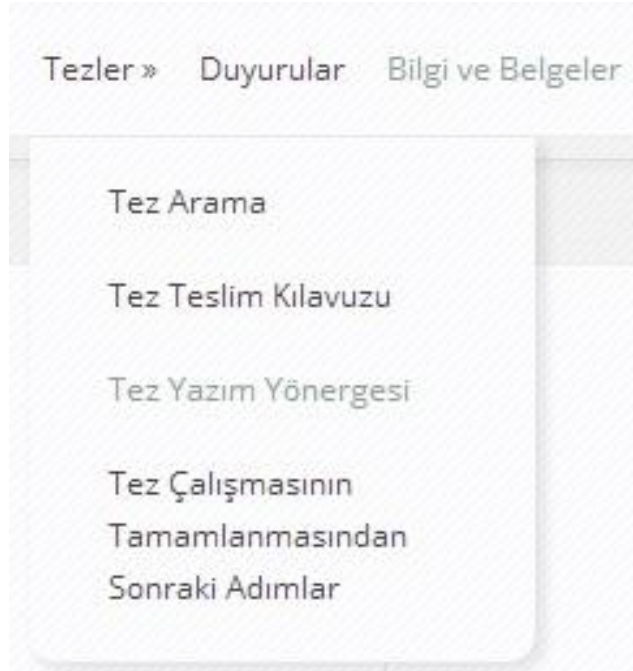 Tezler » Duyurular Bilgi ve Belgeler
Tez Arama
Tez Teslim Kılavuzu
Tez Yazım Yönergesi
Tez Çalışmasının
Tamamlanmasından
Sonraki Adımlar